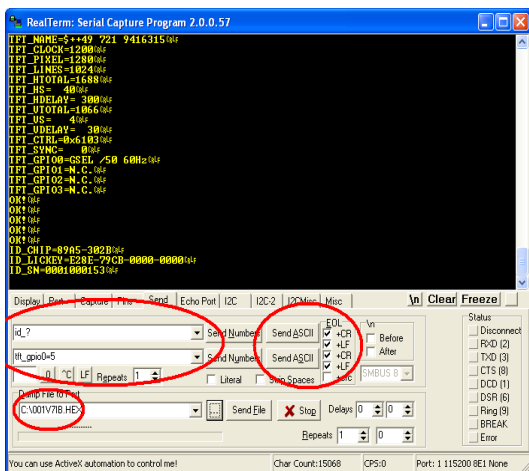 RealTerm: Serial Capture Program 2.0.0.57
TFT_NAME=$++49 721 9416315
TFT_CLOCK=1200
TFT_PIXEL=1280
TFT_LINES=1024
TFT_HTOTAL=1688
TFT_HS= 40
TFT_HDELAY= 300
TFT_VTOTAL=1066
TFT_VS= 4
TFT_VDELAY= 30
TFT_CTRL=0x6103
TFT_SYNC= 0
TFT_GPIO0=GSEL /50 60Hz
TFT_GPIO1=N.C.
TFT_GPIO2=N.C.
TFT_GPIO3=N.C.
OK!
OK!
OK!
OK!
OK!
ID_CHIP=89A5-302B
ID_LICKEY=E28E-79CB-0000-0000
ID_SN=0001000153
Display Port Capture Pins Send Echo Port I2C I2C-2 I2CMisc Misc \n Clear Freeze
id_? Send Numbers Send ASCII
tft_gpio0=5 Send Numbers Send ASCII
EOL
+CR
+LF
+CR
+LF
\n
Before
After
0 ^C LF Repeats 1 Literal Strip Spaces +crc SMBUS 8
Dump File to Port
C:\001V7IB.HEX ... Send File Stop Delays 0 0
Repeats 1 0
Status
Disconnect
RXD (2)
TXD (3)
CTS (8)
DCD (1)
DSR (6)
Ring (9)
BREAK
Error
You can use ActiveX automation to control me! Char Count:15068 CPS:0 Port: 1 115200 8E1 None